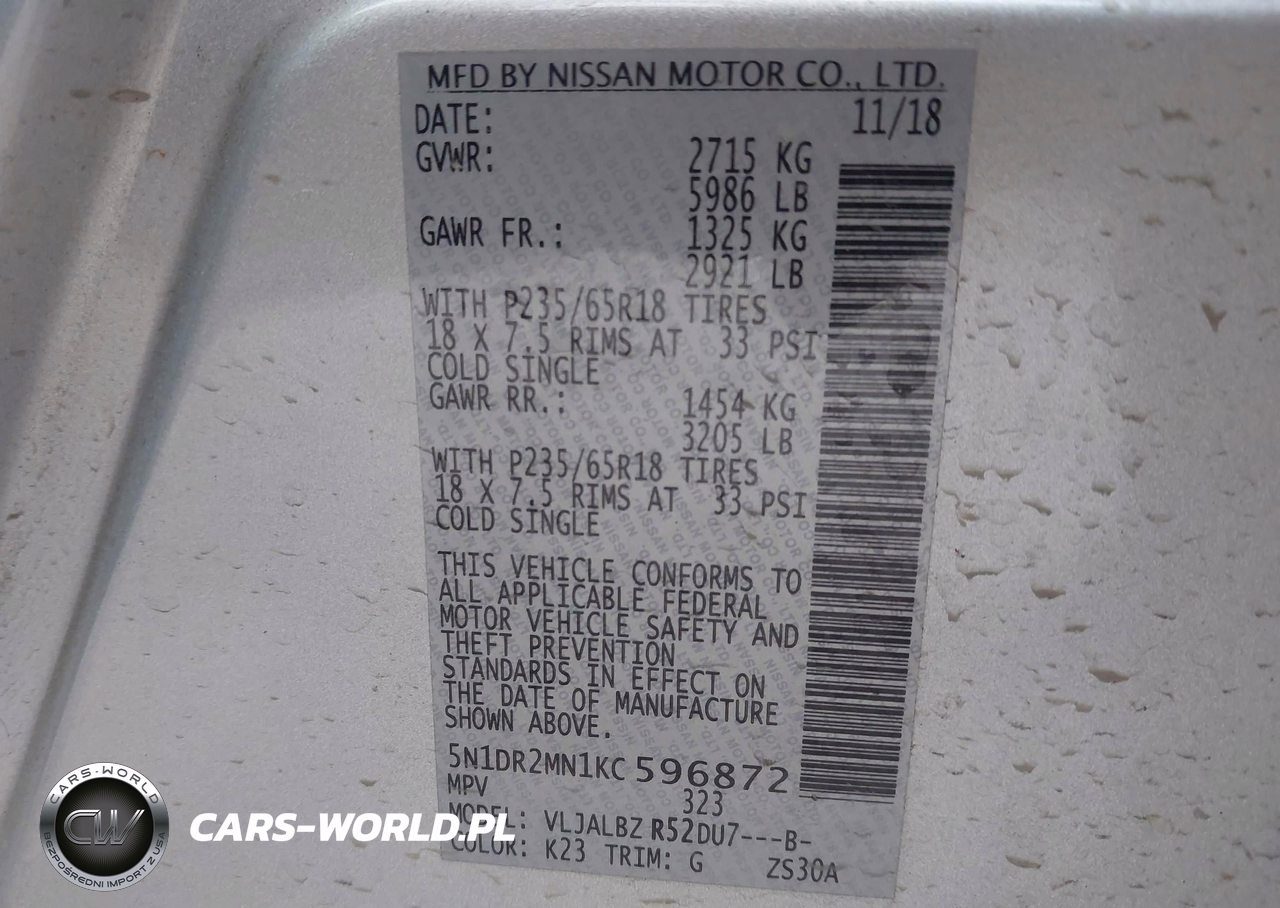 MFD BY NISSAN MOTOR CO., LTD.
DATE: 11/18
GVWR: 2715 KG
5986 LB
GAWR FR.: 1325 KG
2921 LB
WITH P235/65R18 TIRES
18 X 7.5 RIMS AT 33 PSI
COLD SINGLE
GAWR RR.: 1454 KG
3205 LB
WITH P235/65R18 TIRES
18 X 7.5 RIMS AT 33 PSI
COLD SINGLE
THIS VEHICLE CONFORMS TO
ALL APPLICABLE FEDERAL
MOTOR VEHICLE SAFETY AND
THEFT PREVENTION
STANDARDS IN EFFECT ON
THE DATE OF MANUFACTURE
SHOWN ABOVE.
5N1DR2MN1KC596872
MPV 323
MODEL: VLJALBZ R52DU7---B-
COLOR: K23 TRIM: G ZS30A
CARS-WORLD
CW
BEZPOŚREDNI IMPORT Z USA
CARS-WORLD.PL